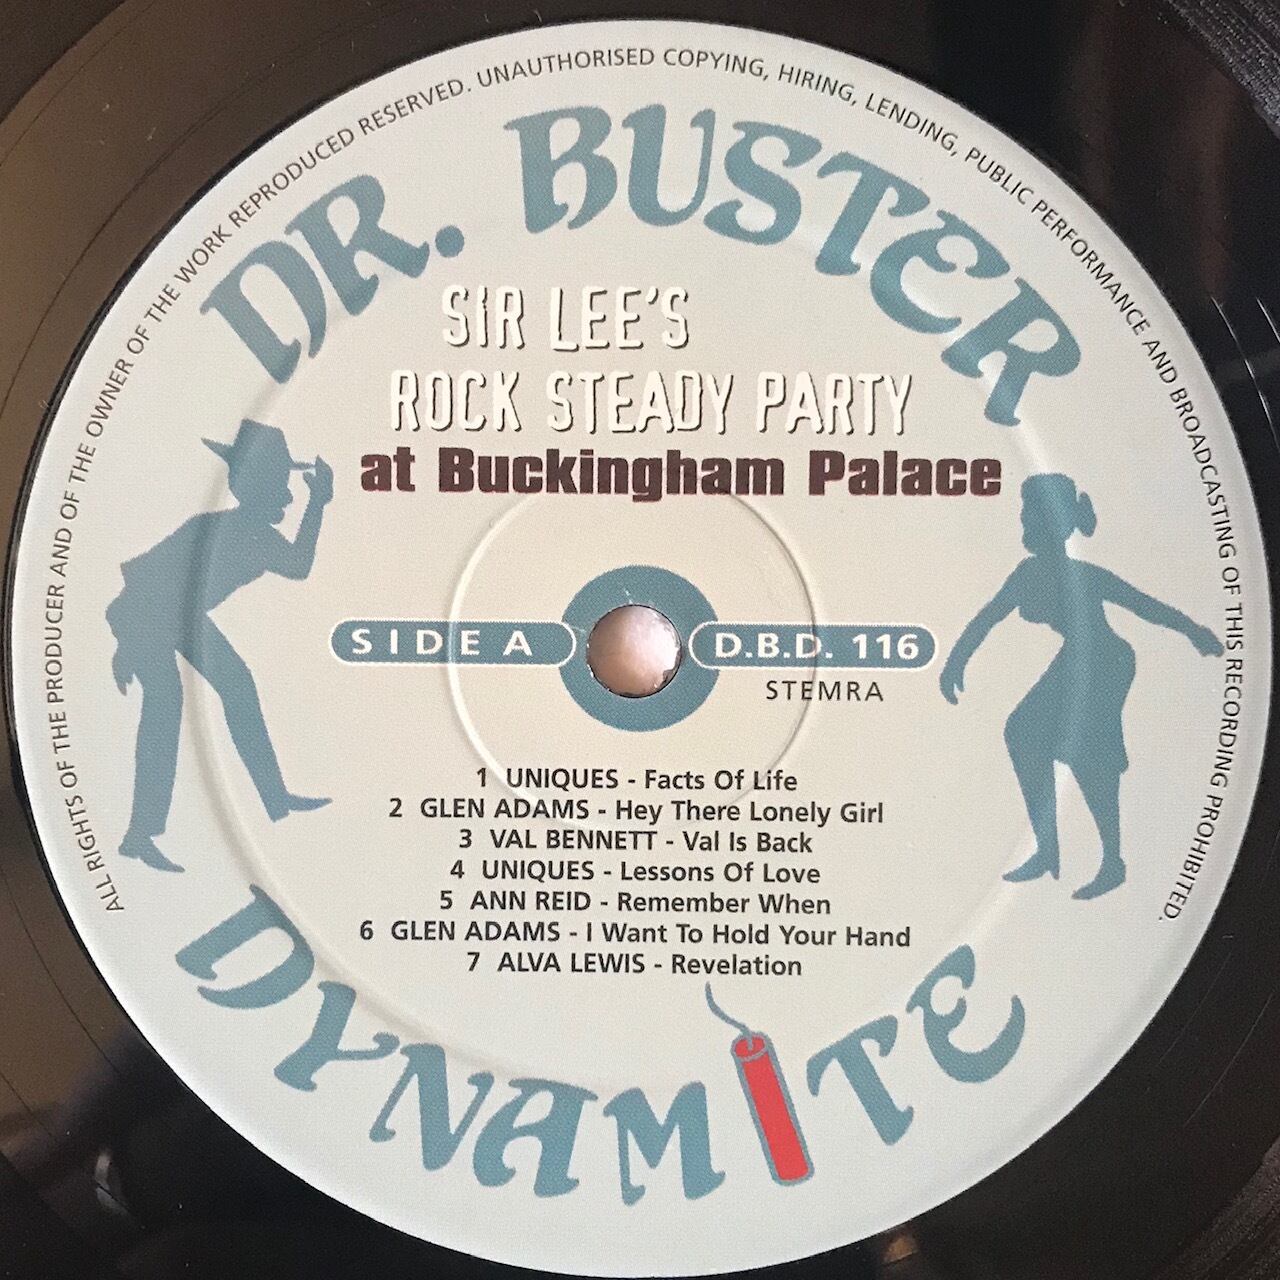 ALL RIGHTS OF THE PRODUCER AND OF THE OWNER OF THE WORK REPRODUCED RESERVED. UNAUTHORISED COPYING, HIRING, LENDING, PUBLIC PERFORMANCE AND BROADCASTING OF THIS RECORDING PROHIBITED.
DR. BUSTER
SIR LEE'S
ROCK STEADY PARTY
at Buckingham Palace
SIDE A
D.B.D. 116
STEMRA
1 UNIQUES - Facts Of Life
2 GLEN ADAMS - Hey There Lonely Girl
3 VAL BENNETT - Val Is Back
4 UNIQUES - Lessons Of Love
5 ANN REID - Remember When
6 GLEN ADAMS - I Want To Hold Your Hand
7 ALVA LEWIS - Revelation
DYNAMITE